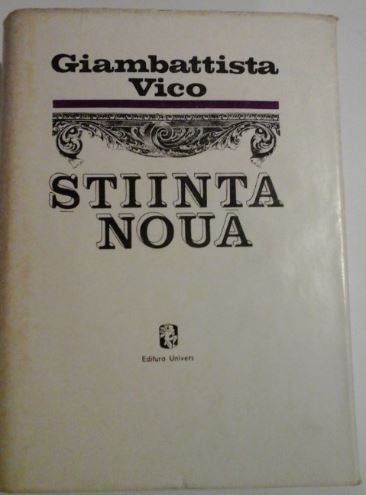 Giambattista
Vico
STIINTA
NOUA
Editura Univers